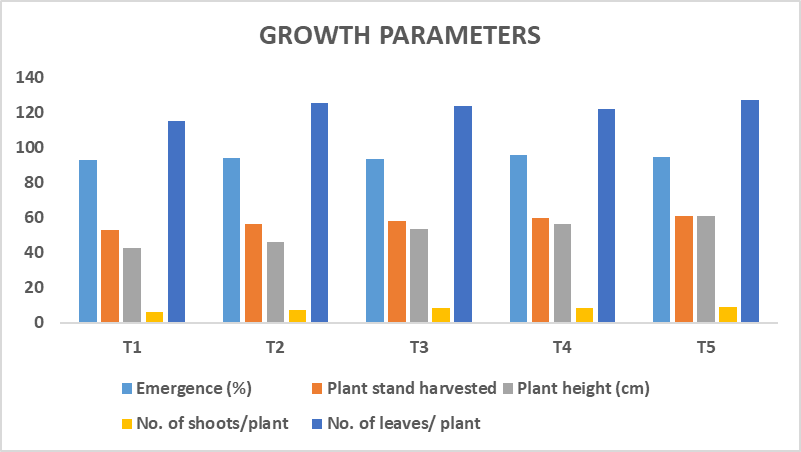 GROWTH PARAMETERS
140
120
100
80
60
40
20
0
T1 T2 T3 T4 T5
Emergence (%) Plant stand harvested Plant height (cm)
No. of shoots/plant No. of leaves/ plant